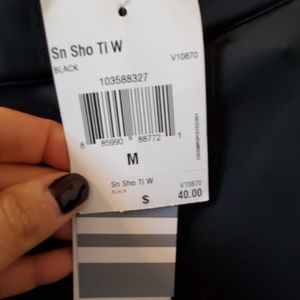 Sn Sho Tl W
BLACK V10870
103588327
8 85990 88772 1
M
Sn Sho Tl W V10870
BLACK
$ 40.00